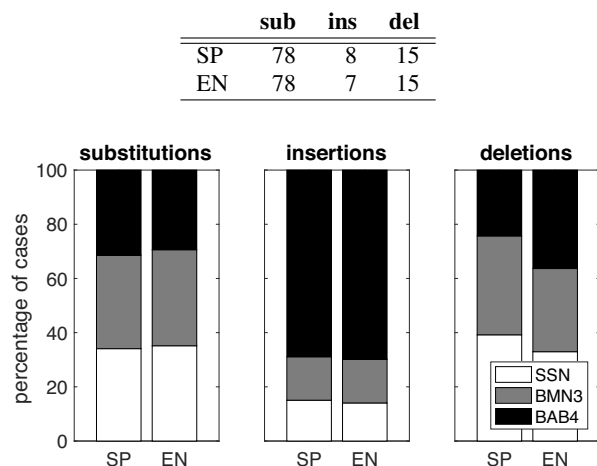 sub ins del
SP 78 8 15
EN 78 7 15
substitutions insertions deletions
percentage of cases
100
80
60
40
20
0
SP EN SP EN SP EN
SSN
BMN3
BAB4